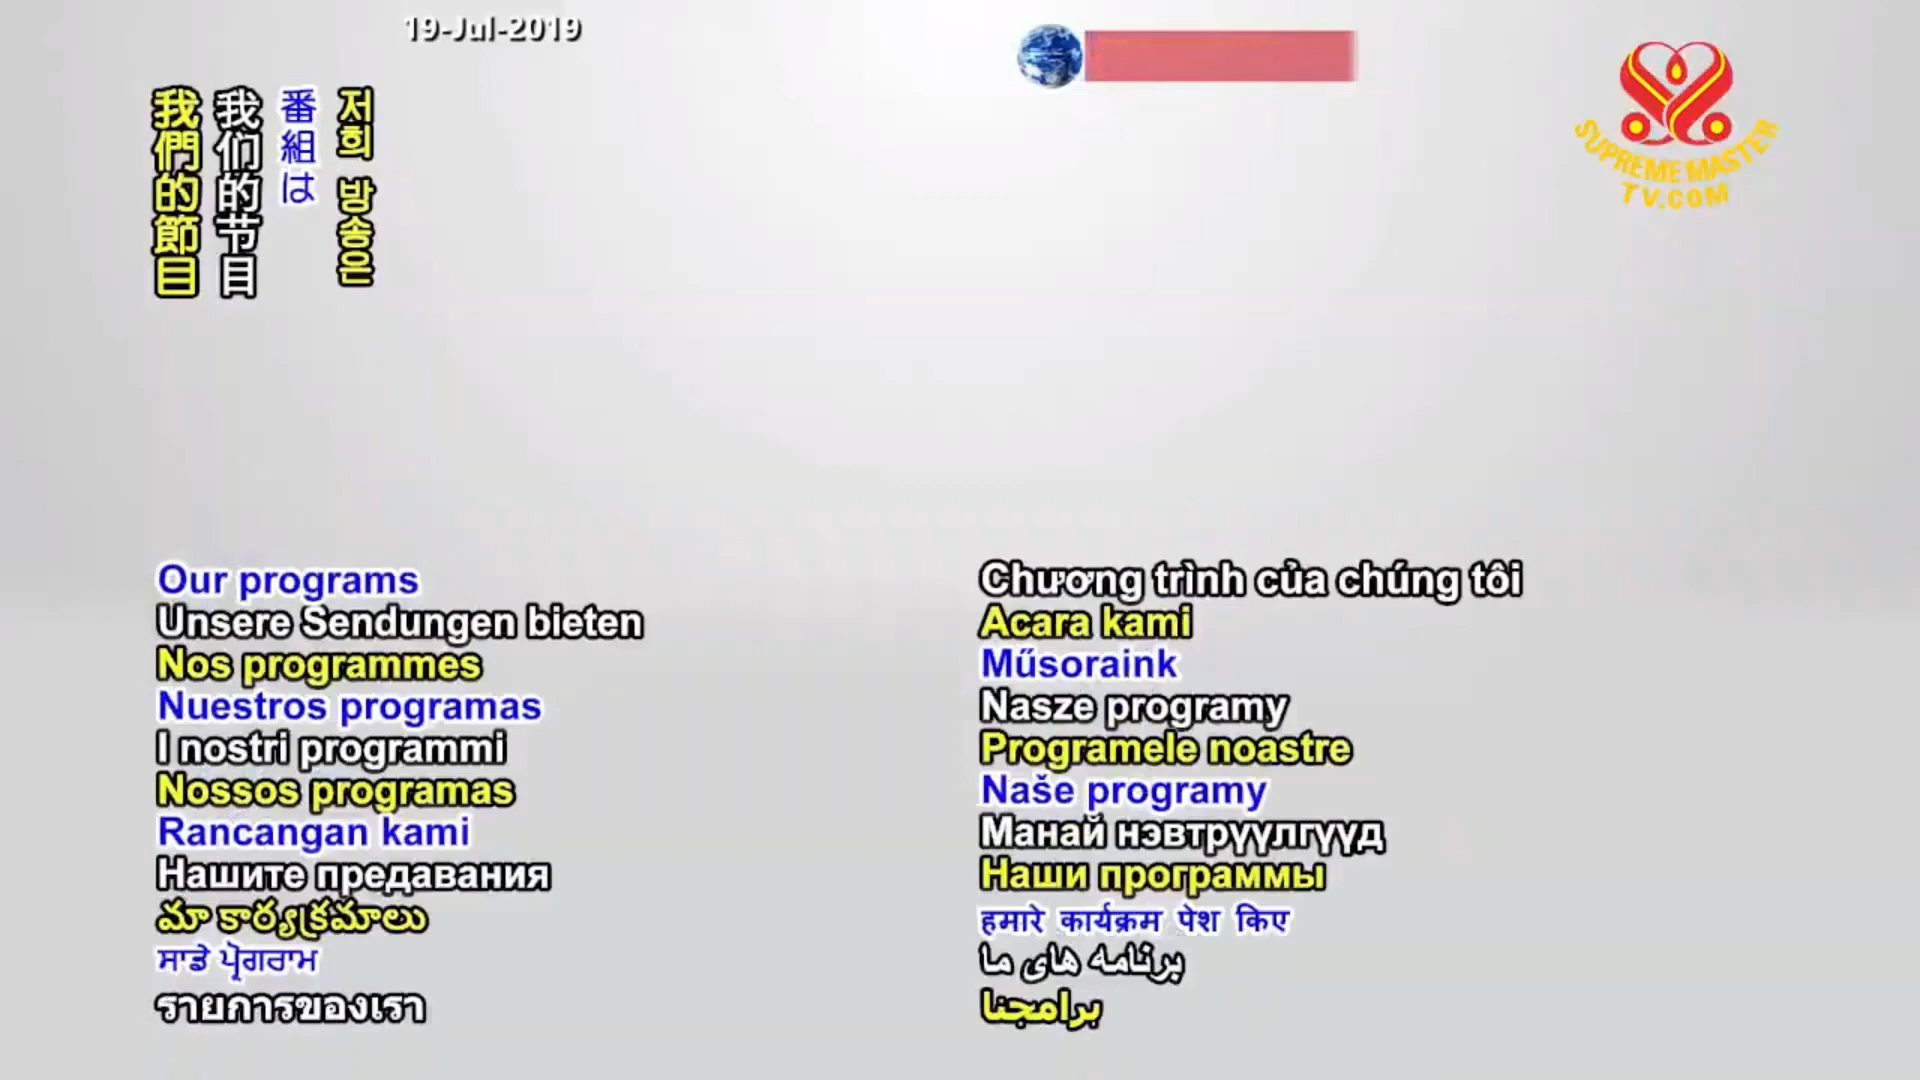 19-Jul-2019
SUPREME MASTER
TV.COM
我們的節目
我们的节目
番組は
저희 방송은
Our programs
Unsere Sendungen bieten
Nos programmes
Nuestros programas
I nostri programmi
Nossos programas
Rancangan kami
Нашите предавания
మా కార్యక్రమాలు
ਸਾਡੇ ਪ੍ਰੋਗਰਾਮ
รายการของเรา
Chương trình của chúng tôi
Acara kami
Műsoraink
Nasze programy
Programele noastre
Naše programy
Манай нэвтрүүлгүүд
Наши программы
हमारे कार्यक्रम पेश किए
برنامه های ما
برامجنا